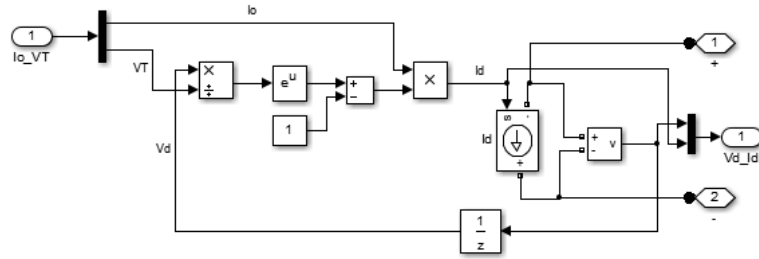 Io
1
Io_VT
VT
×
÷
e^u
+
−
1
×
Id
s
-
Id
+
+
-
v
1
+
1
Vd_Id
2
-
Vd
1
z